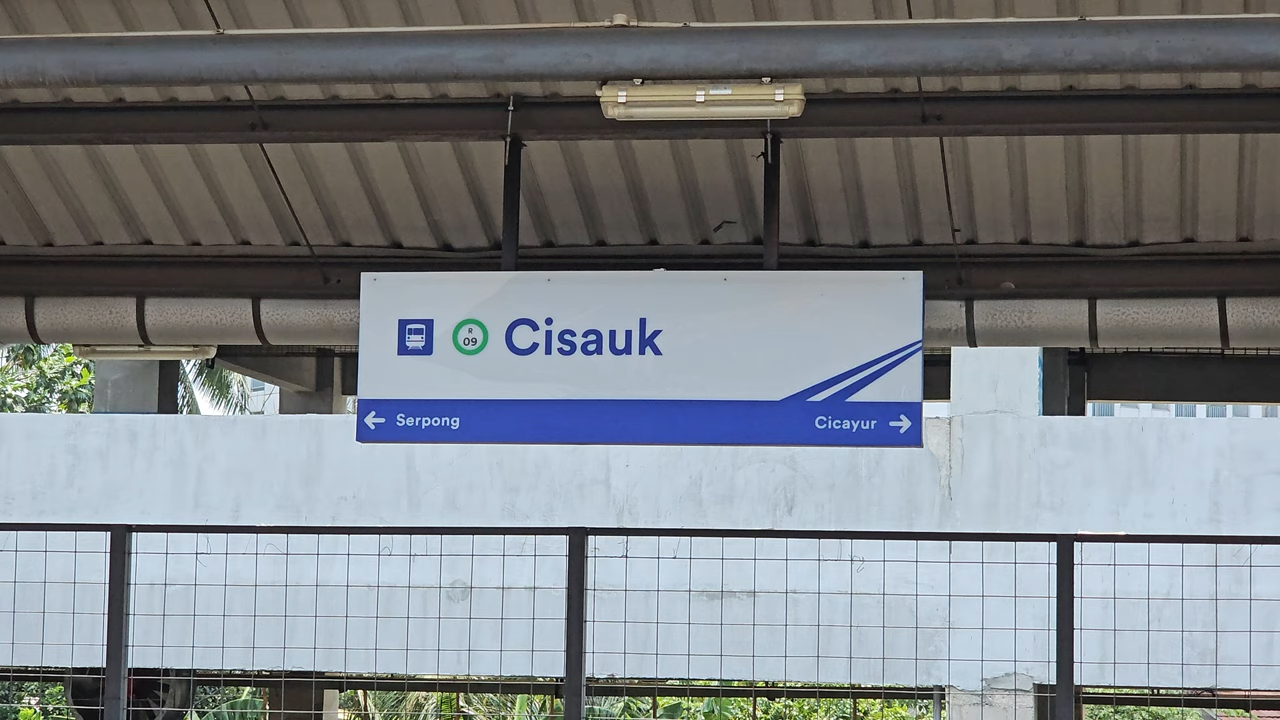 R
09
Cisauk
← Serpong
Cicayur →